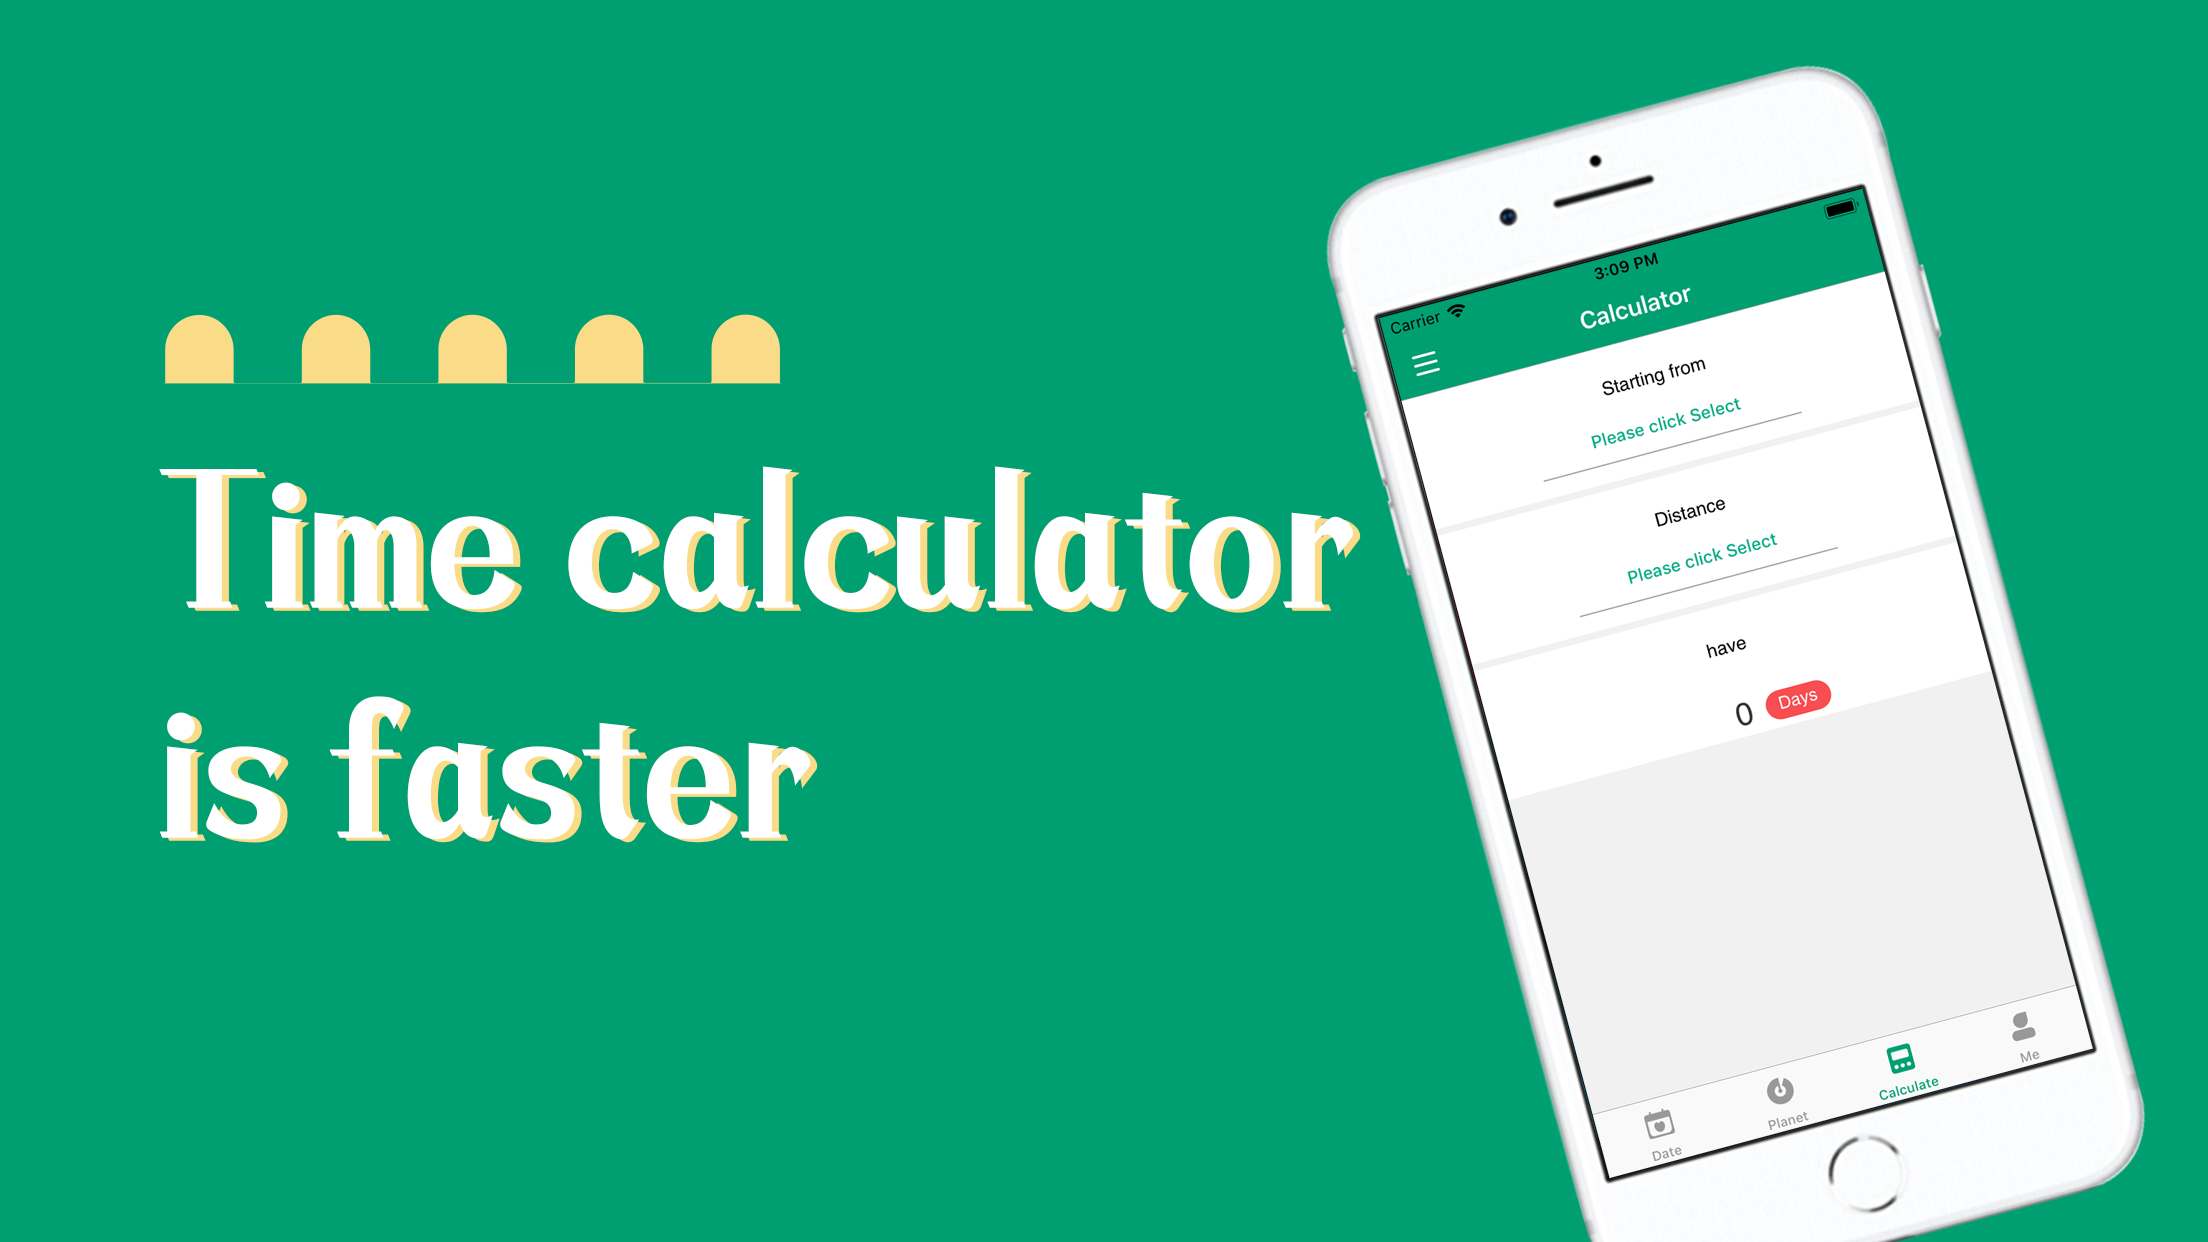 Time calculator
is faster
3:09 PM
Carrier
Calculator
Starting from
Please click Select
Distance
Please click Select
have
0 Days
Date
Planet
Calculate
Me